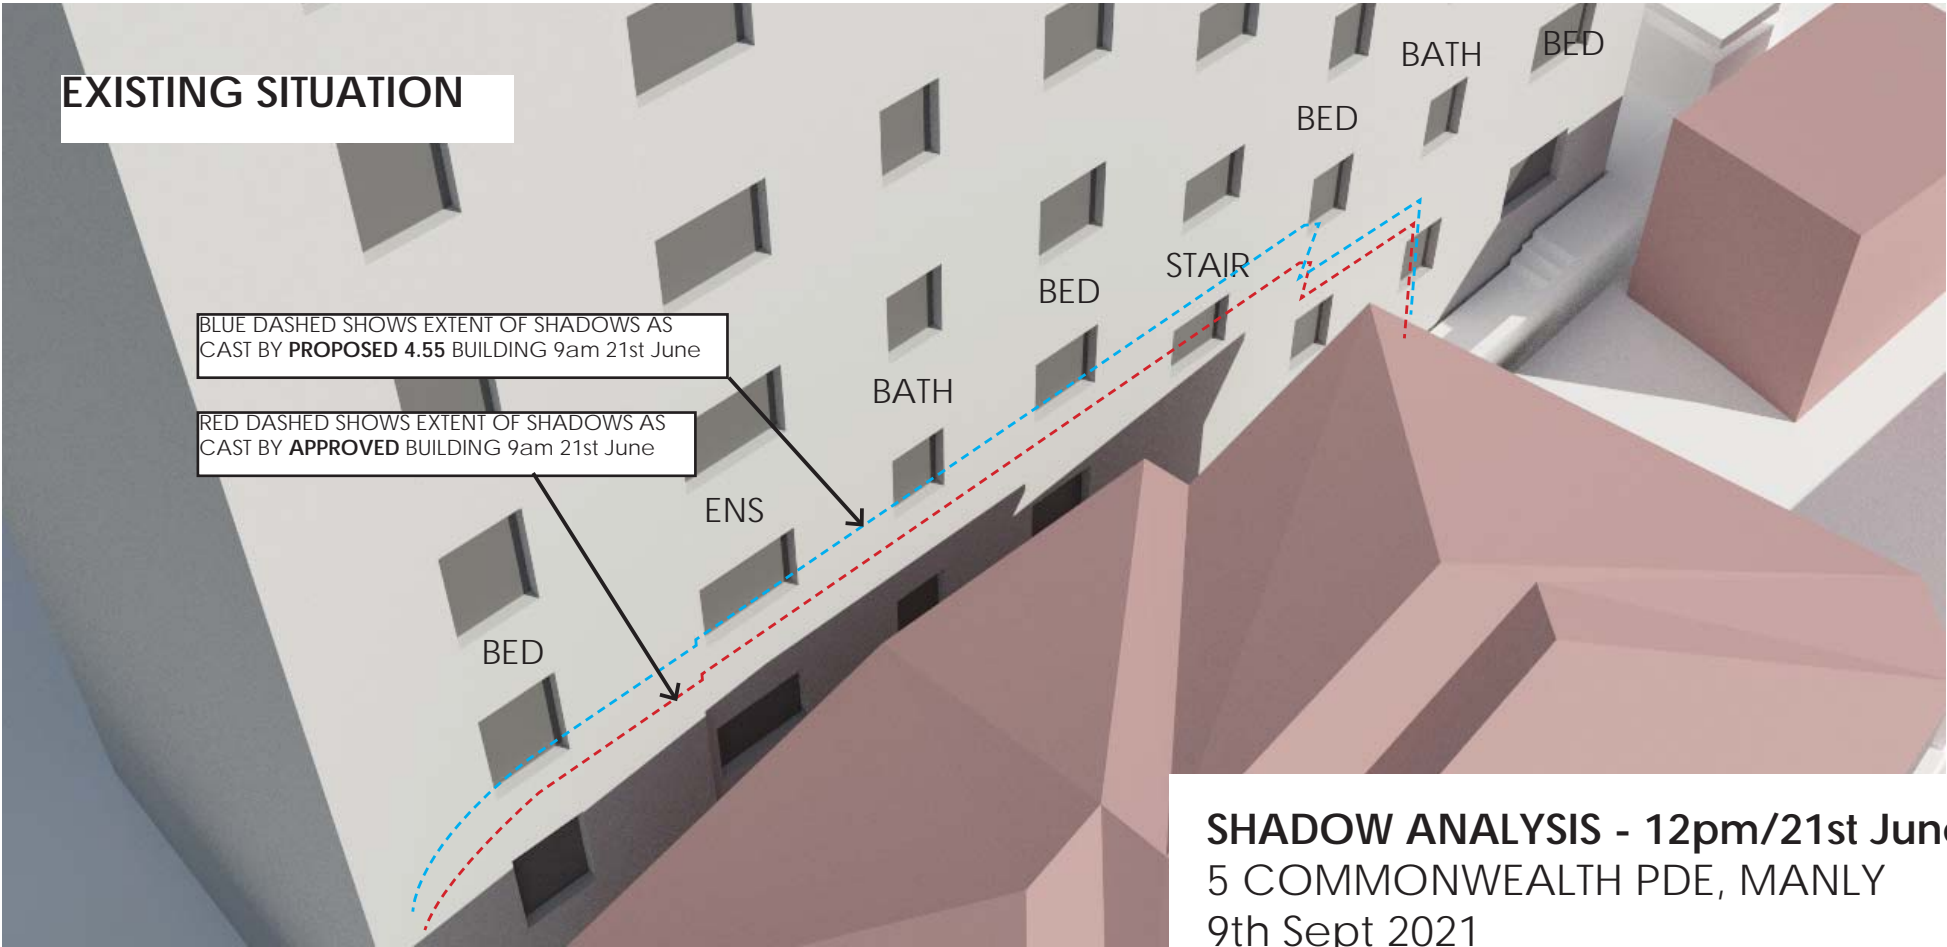 EXISTING SITUATION
BATH
BED
BED
STAIR
BED
BLUE DASHED SHOWS EXTENT OF SHADOWS AS
CAST BY PROPOSED 4.55 BUILDING 9am 21st June
BATH
RED DASHED SHOWS EXTENT OF SHADOWS AS
CAST BY APPROVED BUILDING 9am 21st June
ENS
BED
SHADOW ANALYSIS - 12pm/21st June
5 COMMONWEALTH PDE, MANLY
9th Sept 2021